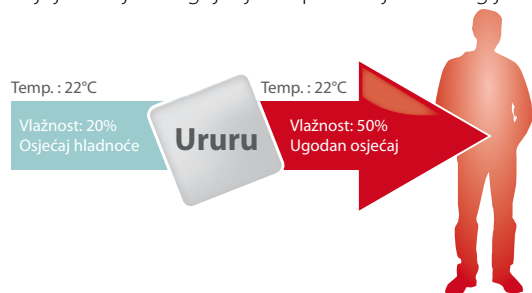 Temp. : 22°C
Vlažnost: 20%
Osjećaj hladnoće
Ururu
Temp. : 22°C
Vlažnost: 50%
Ugodan osjećaj